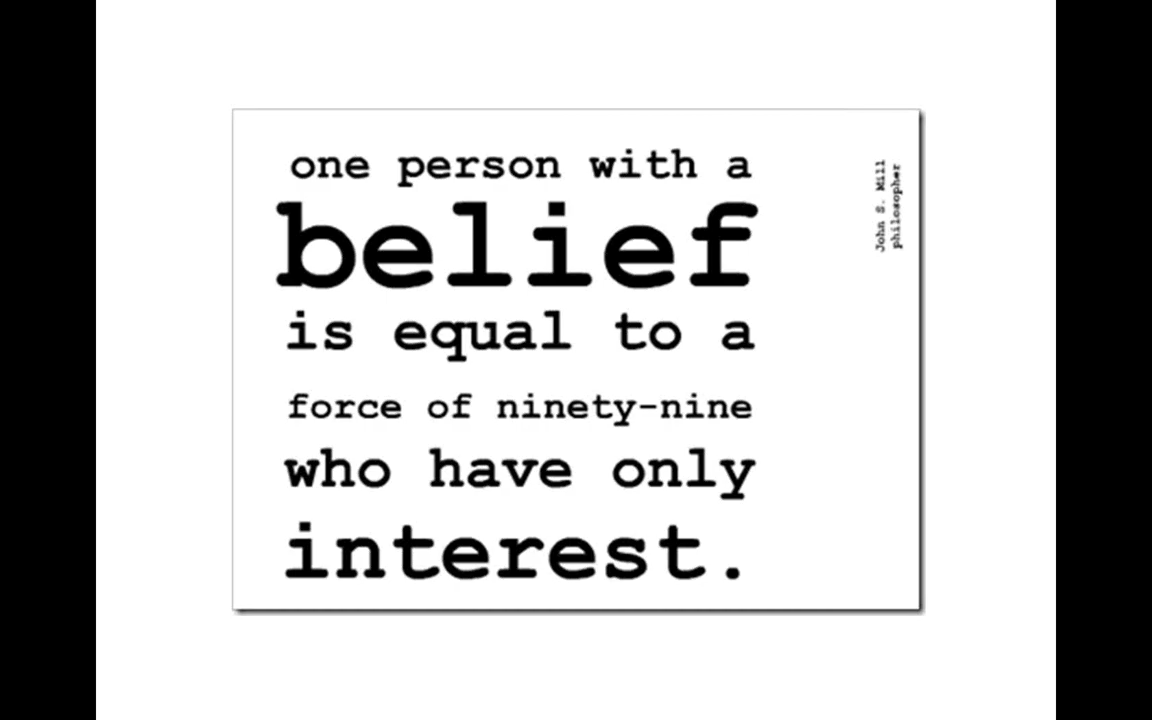 one person with a
belief
is equal to a
force of ninety-nine
who have only
interest.
John S. Mill
philosopher